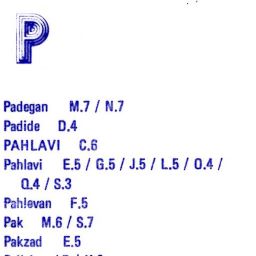 P
Padegan M.7 / N.7
Padide D.4
PAHLAVI C.6
Pahlavi E.5 / G.5 / J.5 / L.5 / O.4 /
Q.4 / S.3
Pahlevan F.5
Pak M.6 / S.7
Pakzad E.5